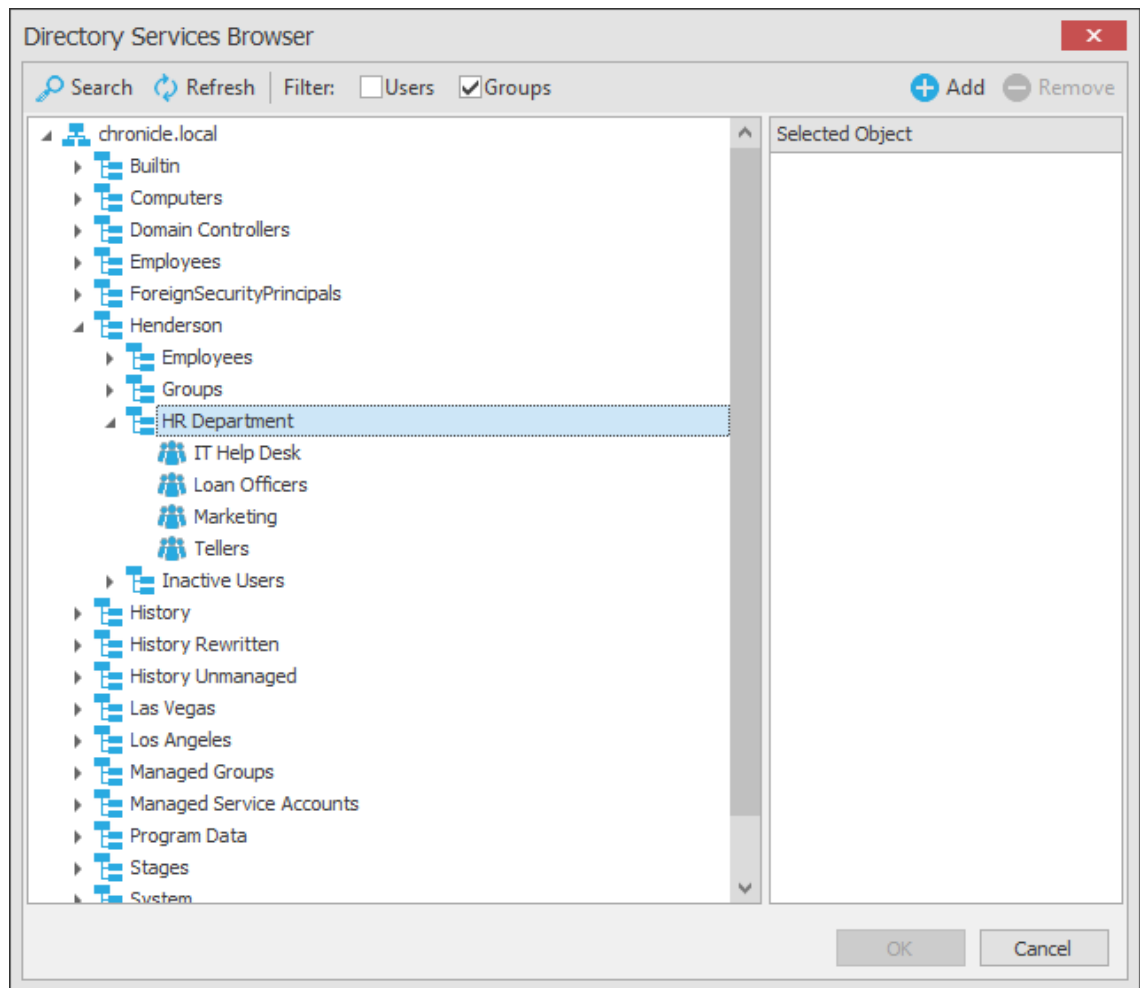 Directory Services Browser
Search Refresh Filter: Users Groups Add Remove
chronicle.local
Selected Object
Builtin
Computers
Domain Controllers
Employees
ForeignSecurityPrincipals
Henderson
Employees
Groups
HR Department
IT Help Desk
Loan Officers
Marketing
Tellers
Inactive Users
History
History Rewritten
History Unmanaged
Las Vegas
Los Angeles
Managed Groups
Managed Service Accounts
Program Data
Stages
System
OK Cancel